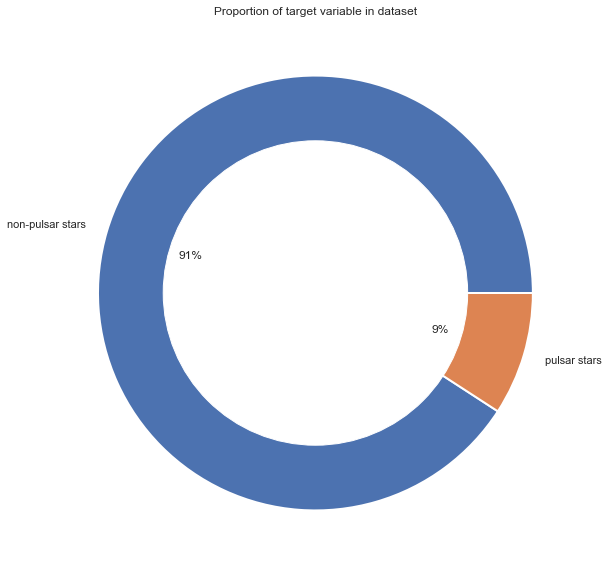 Proportion of target variable in dataset
non-pulsar stars
91%
9%
pulsar stars